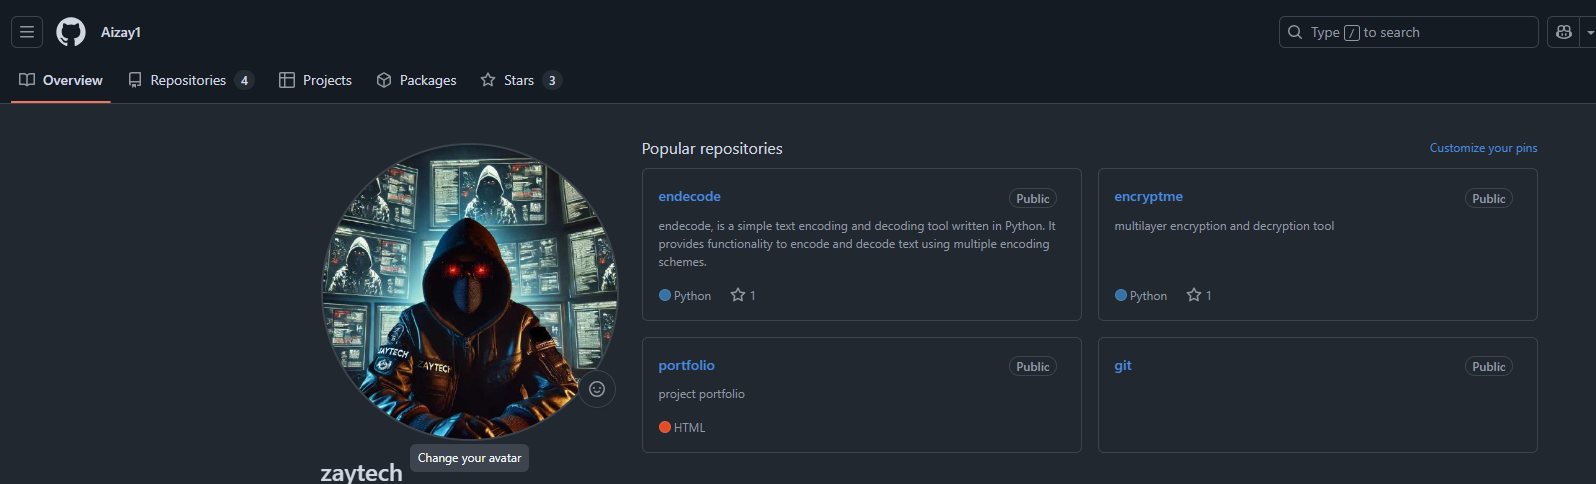 Aizay1
Type / to search
Overview
Repositories 4
Projects
Packages
Stars 3
Popular repositories
Customize your pins
endecode
Public
endecode, is a simple text encoding and decoding tool written in Python. It
provides functionality to encode and decode text using multiple encoding
schemes.
Python
1
encryptme
Public
multilayer encryption and decryption tool
Python
1
portfolio
Public
project portfolio
HTML
git
Public
ZAYTECH
Change your avatar
zaytech